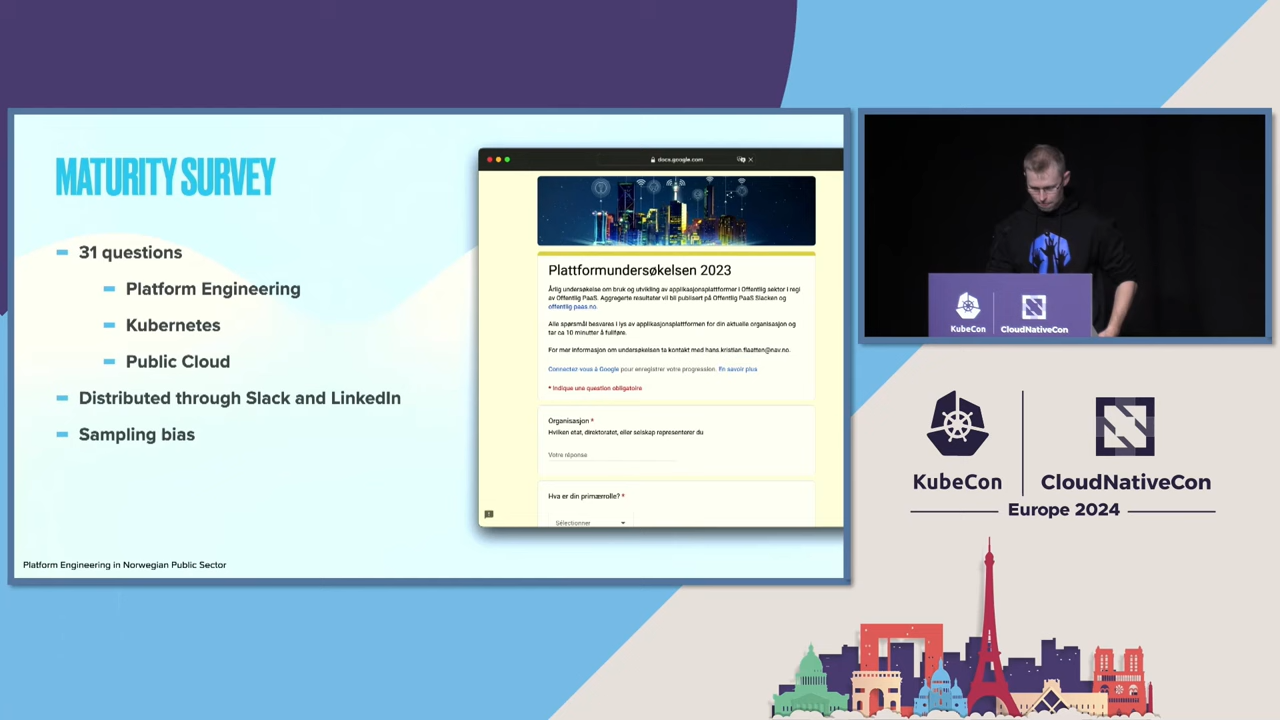 MATURITY SURVEY
31 questions
Platform Engineering
Kubernetes
Public Cloud
Distributed through Slack and LinkedIn
Sampling bias
Platform Engineering in Norwegian Public Sector
docs.google.com
Plattformundersøkelsen 2023
Årlig undersøkelse om bruk og utvikling av applikasjonsplattformer i Offentlig sektor i regi
av Offentlig PaaS. Aggregerte resultater vil bli publisert på Offentlig PaaS Slacken og
offentlig paas no.
Alle spørsmål besvares i lys av applikasjonsplattformen for din aktuelle organisasjon og
tar ca 10 minutter å fullføre.
For mer informasjon om undersøkelsen ta kontakt med hans.kristian.flaatten@nav.no.
Connectez-vous à Google pour enregistrer votre progression. En savoir plus
* Indique une question obligatoire
Organisasjon *
Hvilken etat, direktoratet, eller selskap representerer du
Votre réponse
Hva er din primærrolle? *
Sélectionner
KubeCon
CloudNativeCon
KubeCon
CloudNativeCon
Europe 2024